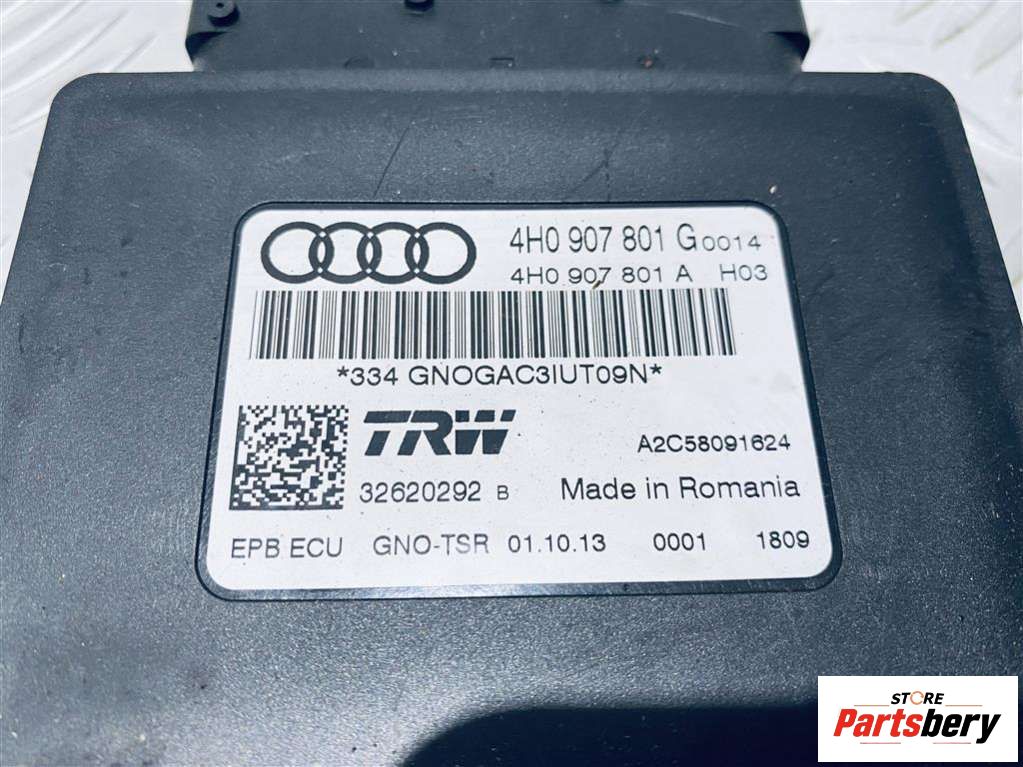 4H0 907 801 G 0014
4H0 907 801 A H03
*334 GNOGAC3IUT09N*
TRW
A2C58091624
32620292 B Made in Romania
EPB ECU GNO-TSR 01.10.13 0001 1809
STORE
Partsbery